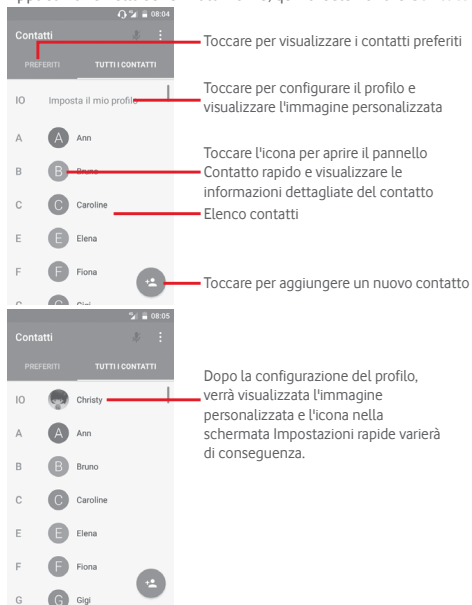 08:04
Contatti
PREFERITI TUTTI I CONTATTI
IO Imposta il mio profilo
A A Ann
B B Bruno
C C Caroline
E E Elena
F F Fiona
G G Gigi
Toccare per visualizzare i contatti preferiti
Toccare per configurare il profilo e
visualizzare l'immagine personalizzata
Toccare l'icona per aprire il pannello
Contatto rapido e visualizzare le
informazioni dettagliate del contatto
Elenco contatti
Toccare per aggiungere un nuovo contatto
08:05
Contatti
PREFERITI TUTTI I CONTATTI
IO Christy
A A Ann
B B Bruno
C C Caroline
E E Elena
F F Fiona
G G Gigi
Dopo la configurazione del profilo,
verrà visualizzata l'immagine
personalizzata e l'icona nella
schermata Impostazioni rapide varierà
di conseguenza.